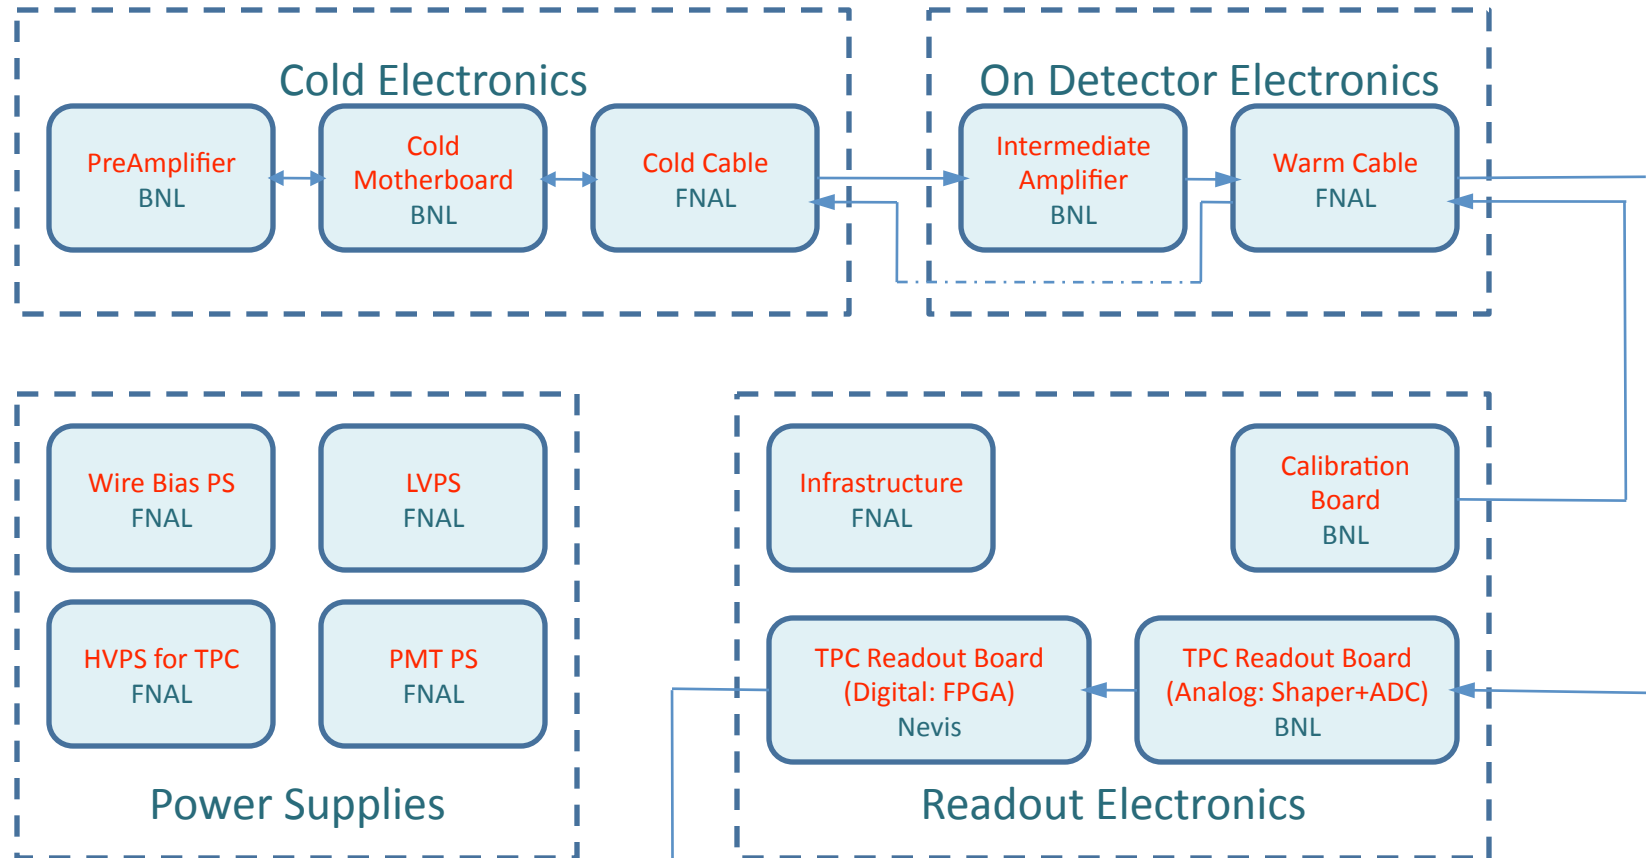 Cold Electronics
PreAmplifier
BNL
Cold
Motherboard
BNL
Cold Cable
FNAL
On Detector Electronics
Intermediate
Amplifier
BNL
Warm Cable
FNAL
Wire Bias PS
FNAL
LVPS
FNAL
HVPS for TPC
FNAL
PMT PS
FNAL
Power Supplies
Infrastructure
FNAL
Calibration
Board
BNL
TPC Readout Board
(Digital: FPGA)
Nevis
TPC Readout Board
(Analog: Shaper+ADC)
BNL
Readout Electronics